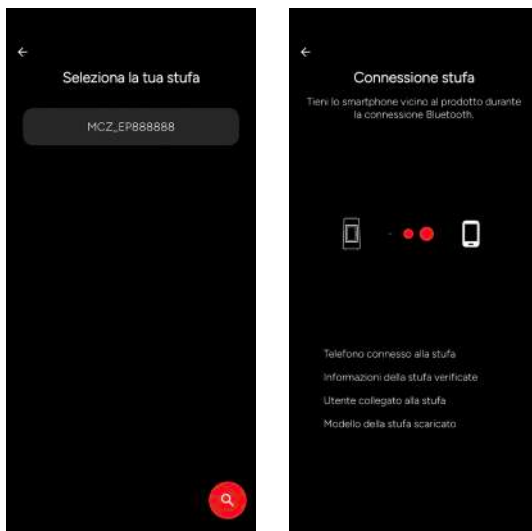 Seleziona la tua stufa
MCZ_EP888888
Connessione stufa
Tieni lo smartphone vicino al prodotto durante
la connessione Bluetooth.
Telefono connesso alla stufa
Informazioni della stufa verificate
Utente collegato alla stufa
Modello della stufa scaricato